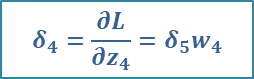 δ₄ = ∂L/∂z₄ = δ₅w₄